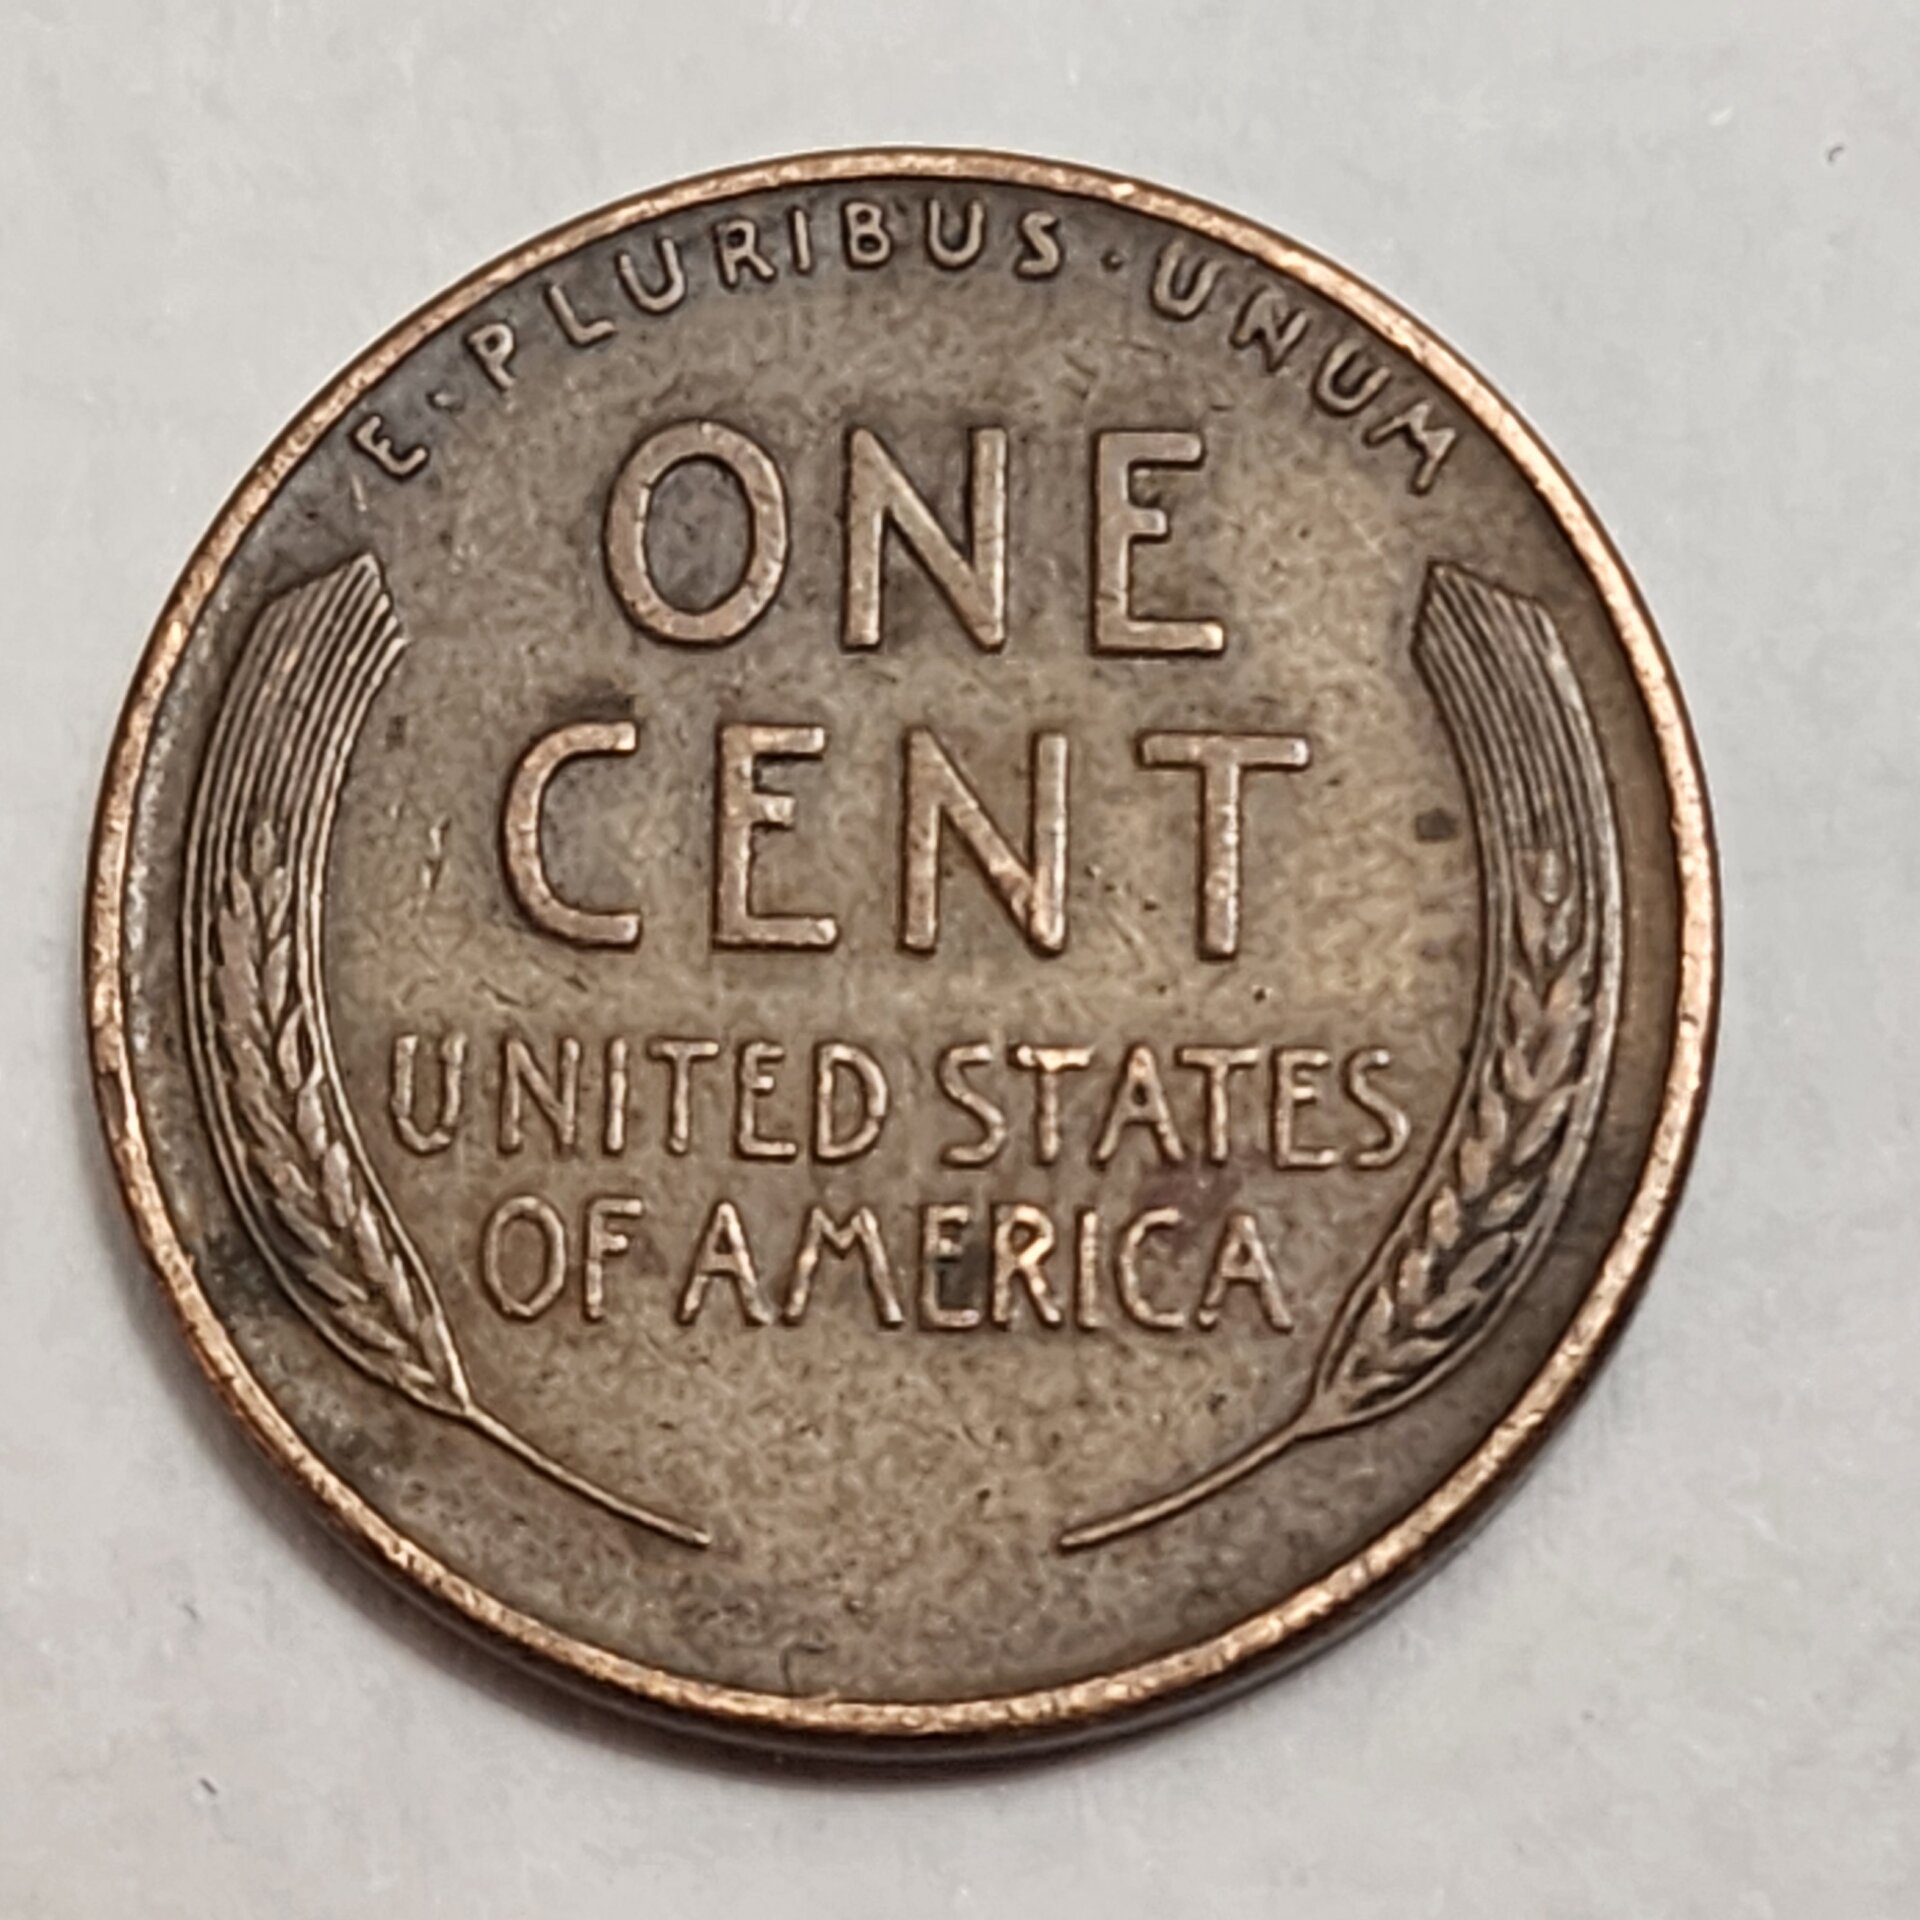 E·PLURIBUS·UNUM
ONE
CENT
UNITED STATES
OF AMERICA